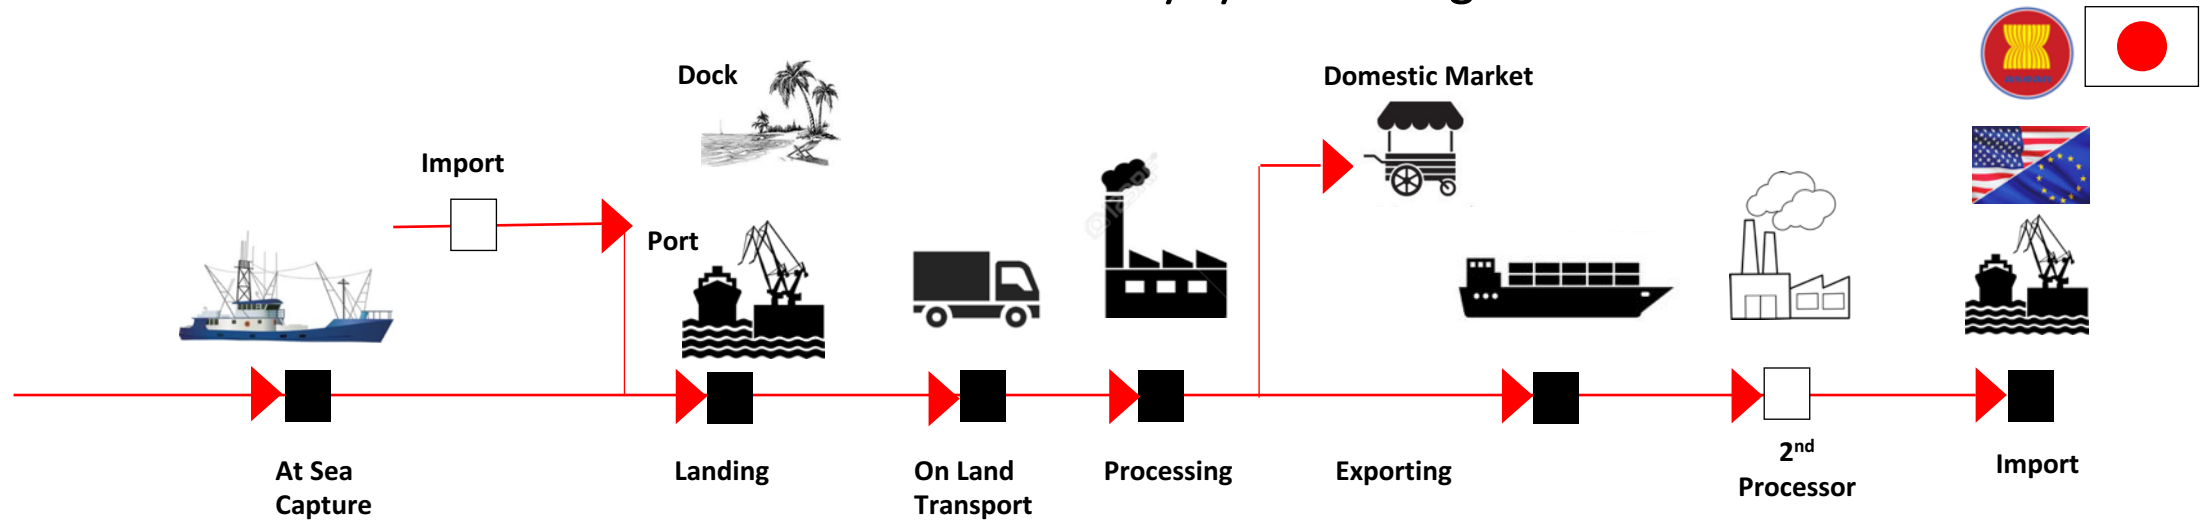 Dock
Domestic Market
Import
Port
At Sea
Capture
Landing
On Land
Transport
Processing
Exporting
2nd
Processor
Import